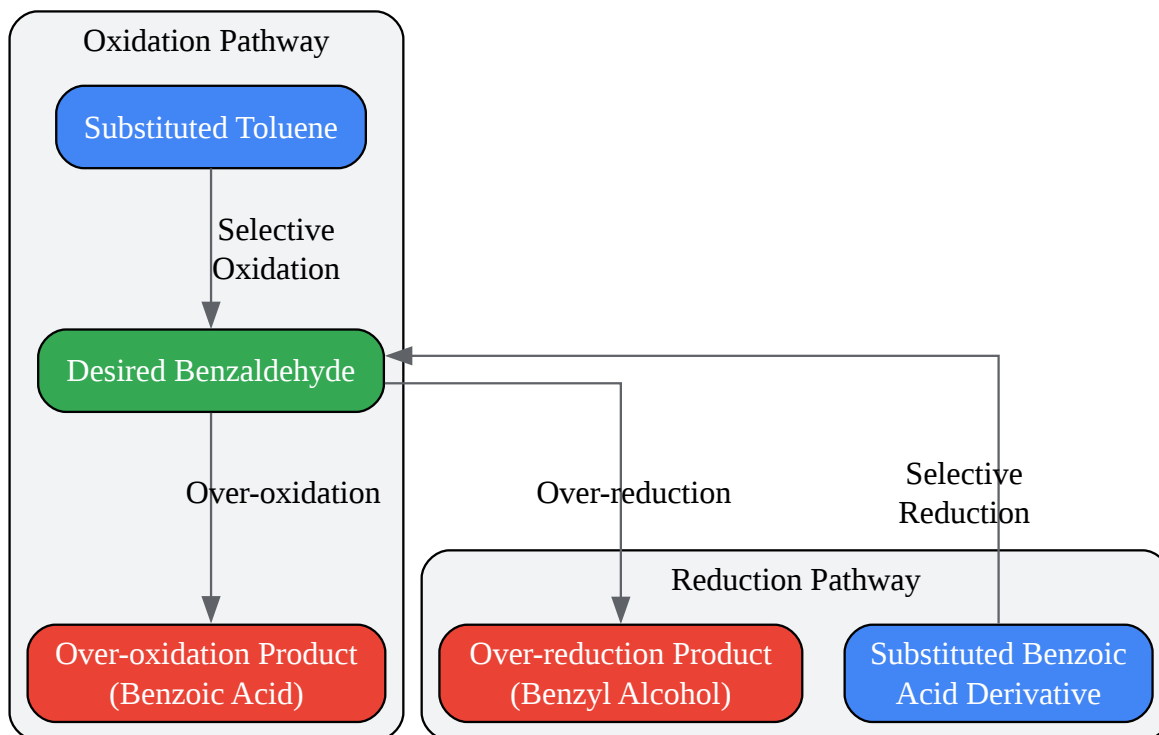 Oxidation Pathway
Substituted Toluene
Selective
Oxidation
Desired Benzaldehyde
Over-oxidation
Over-reduction
Selective
Reduction
Reduction Pathway
Over-oxidation Product
(Benzoic Acid)
Over-reduction Product
(Benzyl Alcohol)
Substituted Benzoic
Acid Derivative